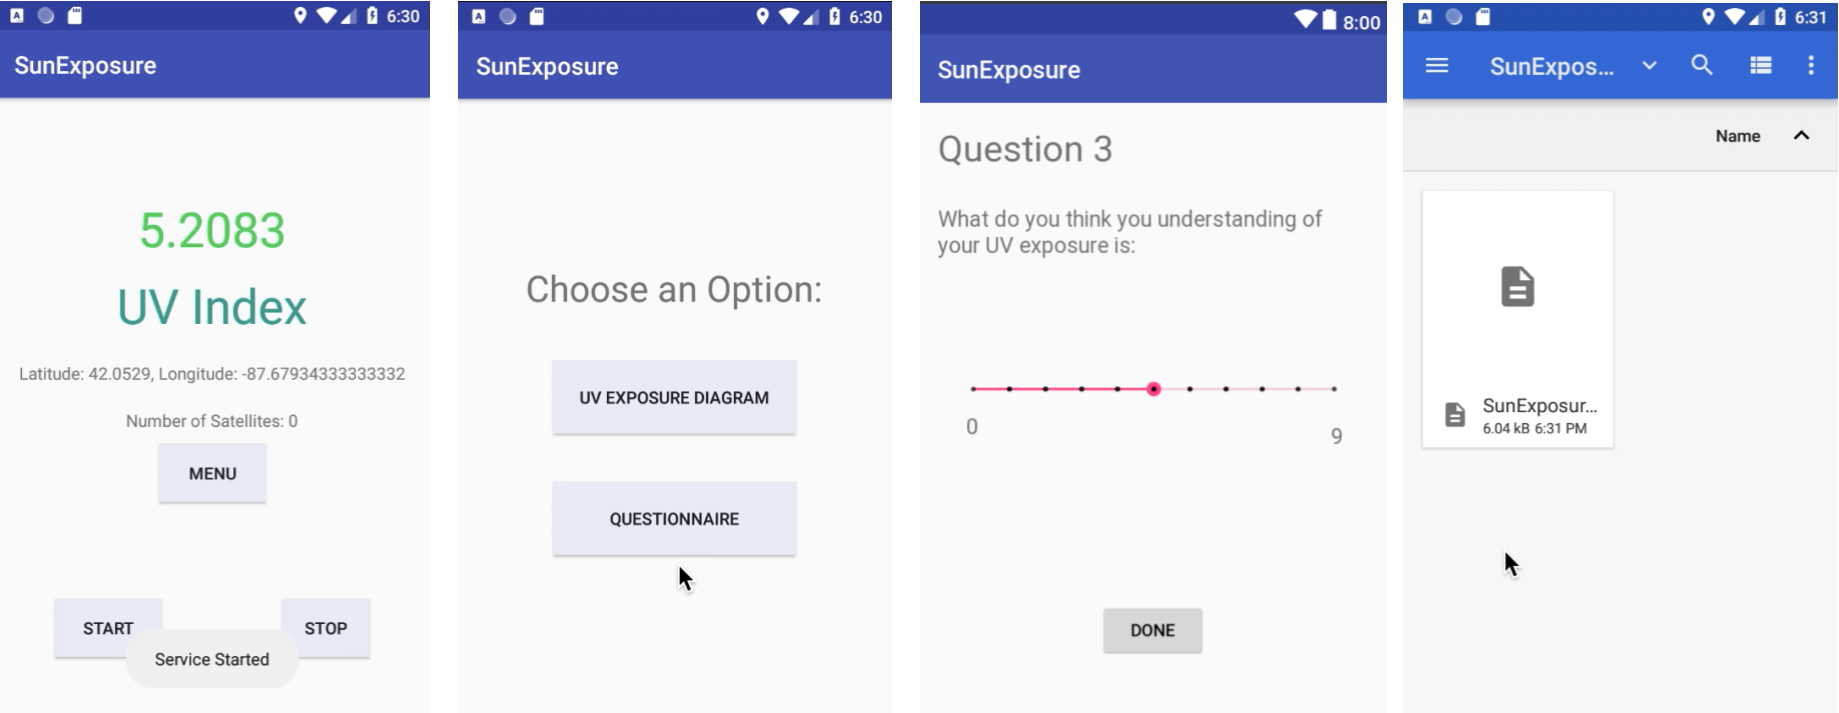 6:30
SunExposure
5.2083
UV Index
Latitude: 42.0529, Longitude: -87.67934333333332
Number of Satellites: 0
MENU
START
STOP
Service Started
6:30
SunExposure
Choose an Option:
UV EXPOSURE DIAGRAM
QUESTIONNAIRE
8:00
SunExposure
Question 3
What do you think you understanding of
your UV exposure is:
0
9
DONE
6:31
SunExpos...
Name
SunExposur...
6.04 kB 6:31 PM